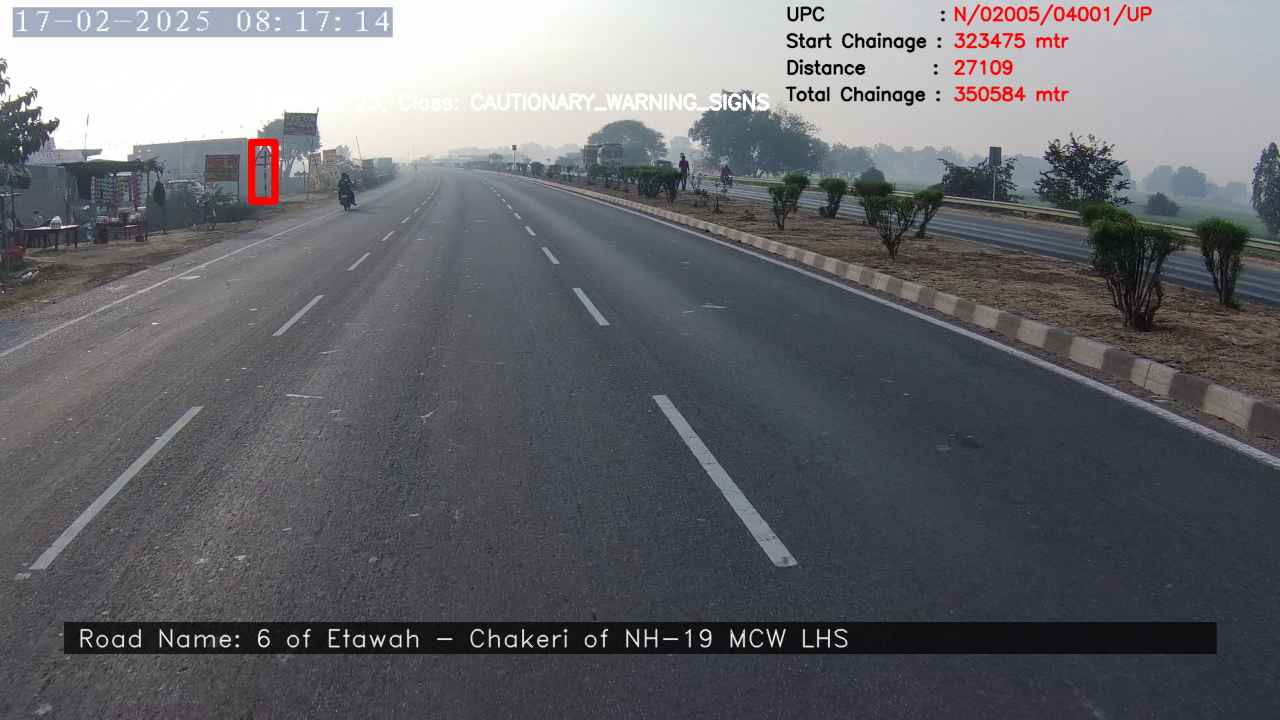 17-02-2025 08:17:14
UPC : N/02005/04001/UP
Start Chainage : 323475 mtr
Distance : 27109
Total Chainage : 350584 mtr
Class: CAUTIONARY_WARNING_SIGNS
Road Name: 6 of Etawah - Chakeri of NH-19 MCW LHS